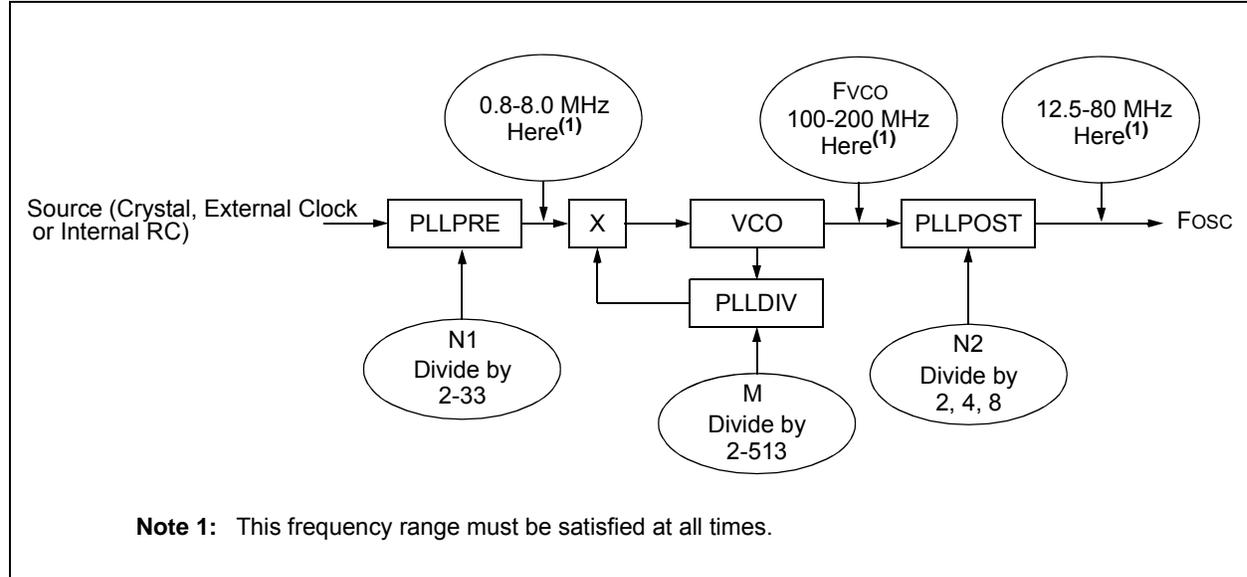 0.8-8.0 MHz
Here(1)
FVCO
100-200 MHz
Here(1)
12.5-80 MHz
Here(1)
Source (Crystal, External Clock
or Internal RC)
PLLPRE
X
VCO
PLLPOST
FOSC
PLLDIV
N1
Divide by
2-33
M
Divide by
2-513
N2
Divide by
2, 4, 8
Note 1: This frequency range must be satisfied at all times.